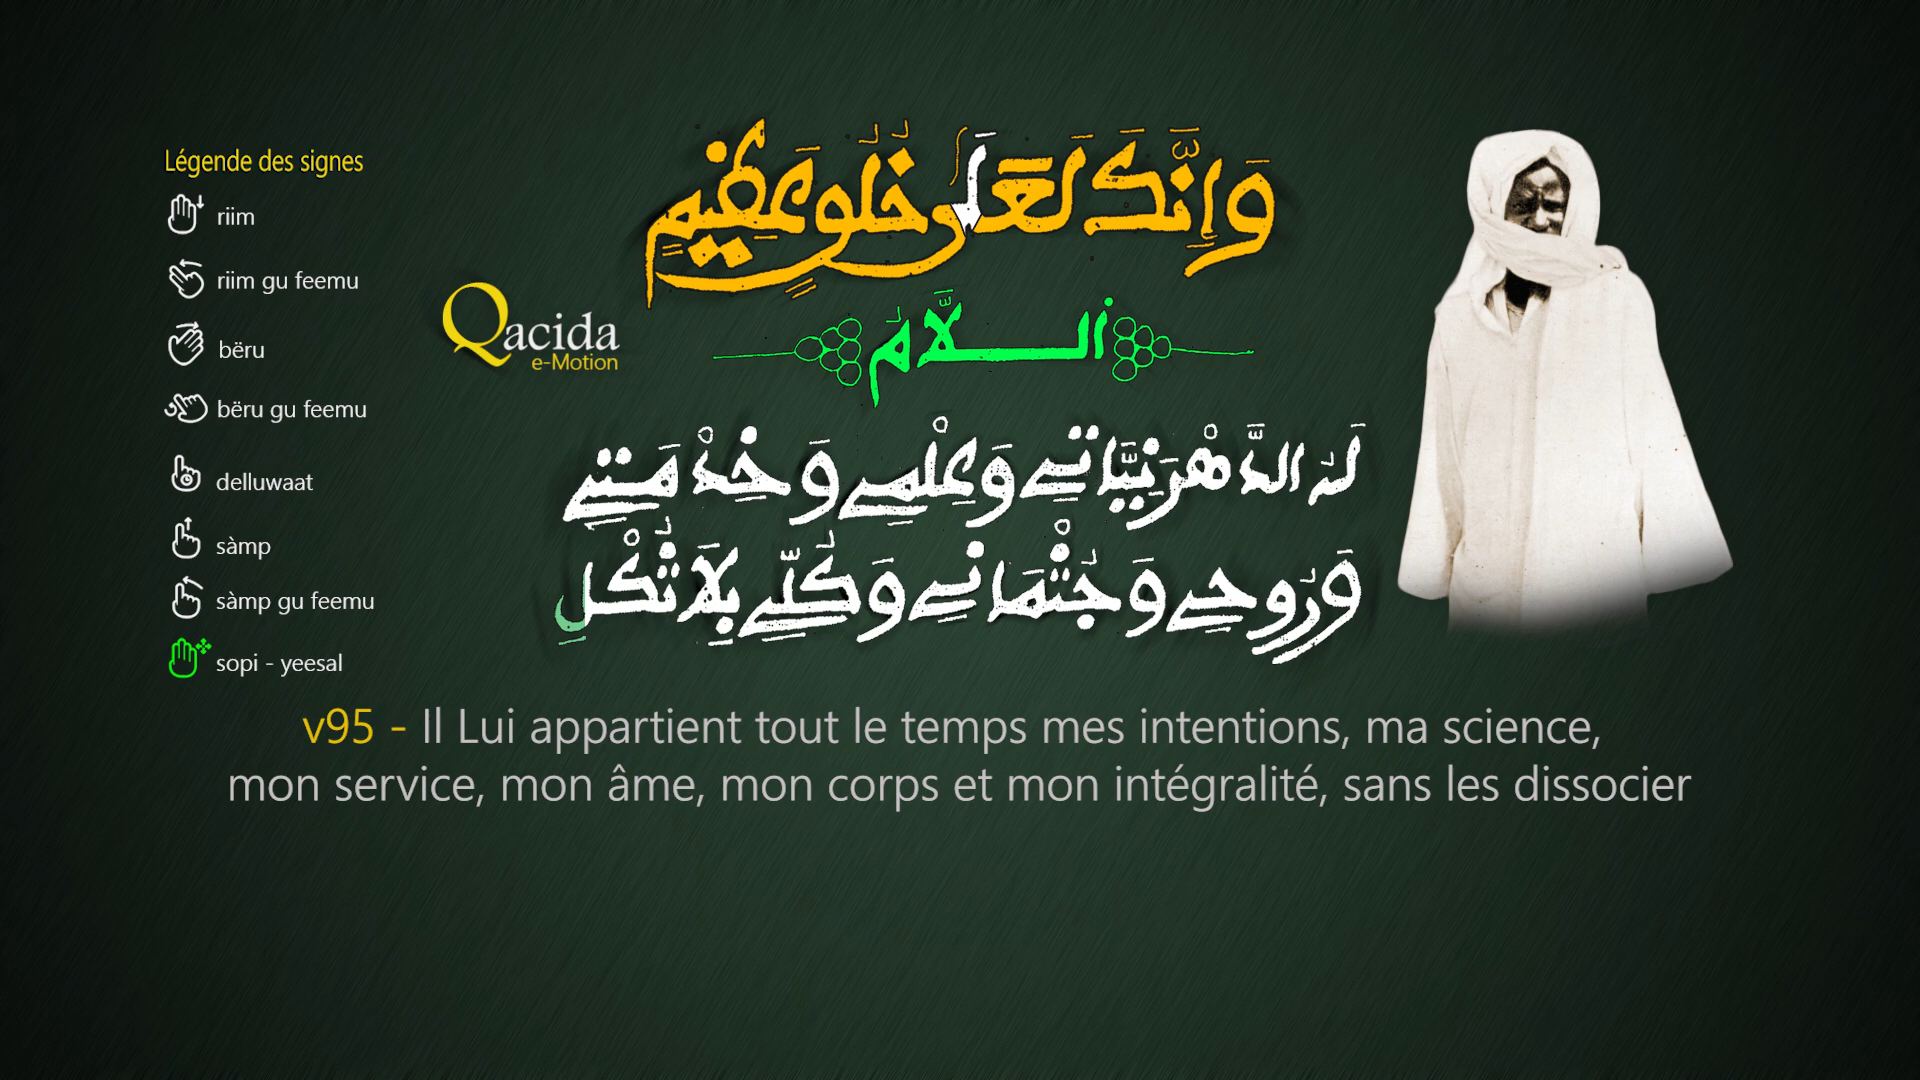 Légende des signes
riim
riim gu feemu
bëru
bëru gu feemu
delluwaat
sàmp
sàmp gu feemu
sopi - yeesal
Qacida
e-Motion
وَإِنَّكَ لَعَلَىٰ خُلُقٍ عَظِيمٍ
اللَّامُ
لَهُ الدَّهْرَ نِيَّاتِي وَعِلْمِي وَخِدْمَتِي
وَرُوحِي وَجُثْمَانِي وَكُلِّي بِلَا ثُكْلِ
v95 - Il Lui appartient tout le temps mes intentions, ma science,
mon service, mon âme, mon corps et mon intégralité, sans les dissocier